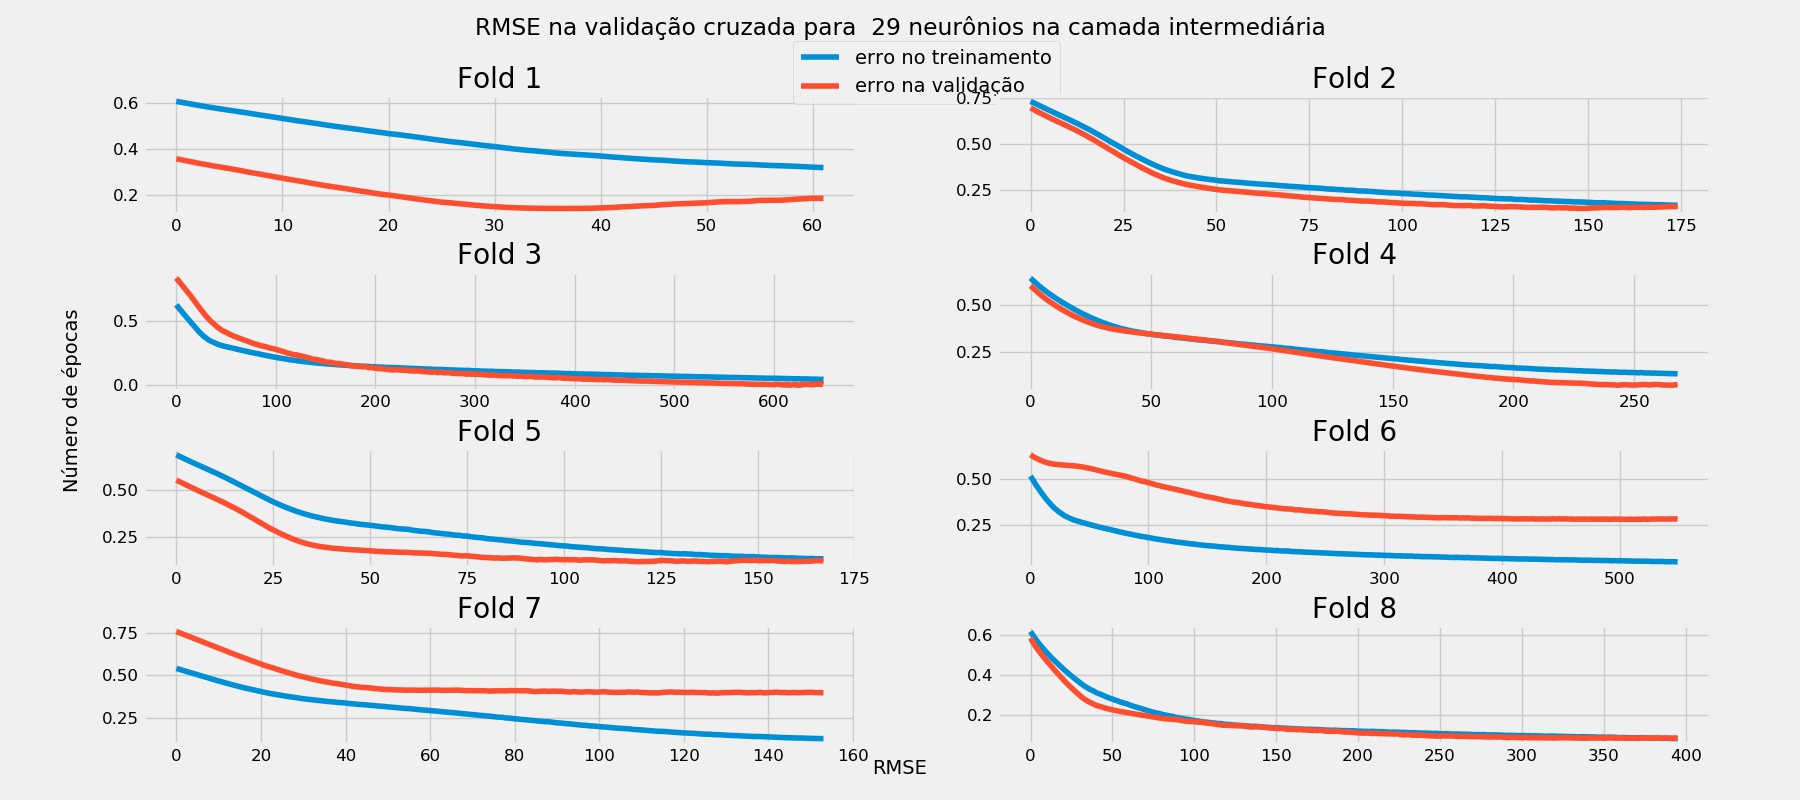 RMSE na validação cruzada para  29 neurônios na camada intermediária
erro no treinamento
erro na validação
Fold 1
0.6
0.4
0.2
0 10 20 30 40 50 60
Fold 2
0.75
0.50
0.25
0 25 50 75 100 125 150 175
Fold 3
0.5
0.0
0 100 200 300 400 500 600
Fold 4
0.50
0.25
0 50 100 150 200 250
Número de épocas
Fold 5
0.50
0.25
0 25 50 75 100 125 150 175
Fold 6
0.50
0.25
0 100 200 300 400 500
Fold 7
0.75
0.50
0.25
0 20 40 60 80 100 120 140 160
Fold 8
0.6
0.4
0.2
0 50 100 150 200 250 300 350 400
RMSE